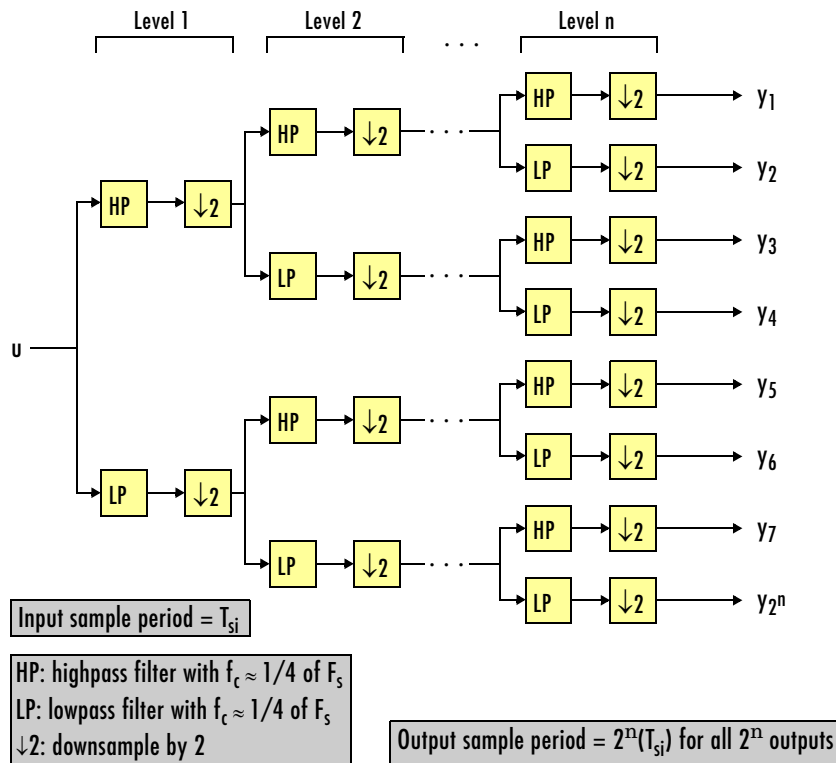 Level 1 Level 2 . . . Level n
HP ↓2 y1
HP ↓2 . . .
LP ↓2 y2
HP ↓2
HP ↓2 y3
LP ↓2 . . .
LP ↓2 y4
u
HP ↓2 y5
HP ↓2 . . .
LP ↓2 y6
LP ↓2
HP ↓2 y7
LP ↓2 . . .
LP ↓2 y2ⁿ
Input sample period = Tsi
HP: highpass filter with fc ≈ 1/4 of Fs
LP: lowpass filter with fc ≈ 1/4 of Fs
↓2: downsample by 2
Output sample period = 2ⁿ(Tsi) for all 2ⁿ outputs